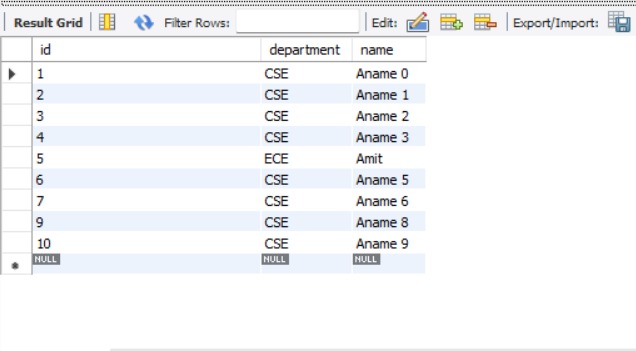 Result Grid Filter Rows: Edit: Export/Import:
id department name
1 CSE Aname 0
2 CSE Aname 1
3 CSE Aname 2
4 CSE Aname 3
5 ECE Amit
6 CSE Aname 5
7 CSE Aname 6
9 CSE Aname 8
10 CSE Aname 9
NULL NULL NULL